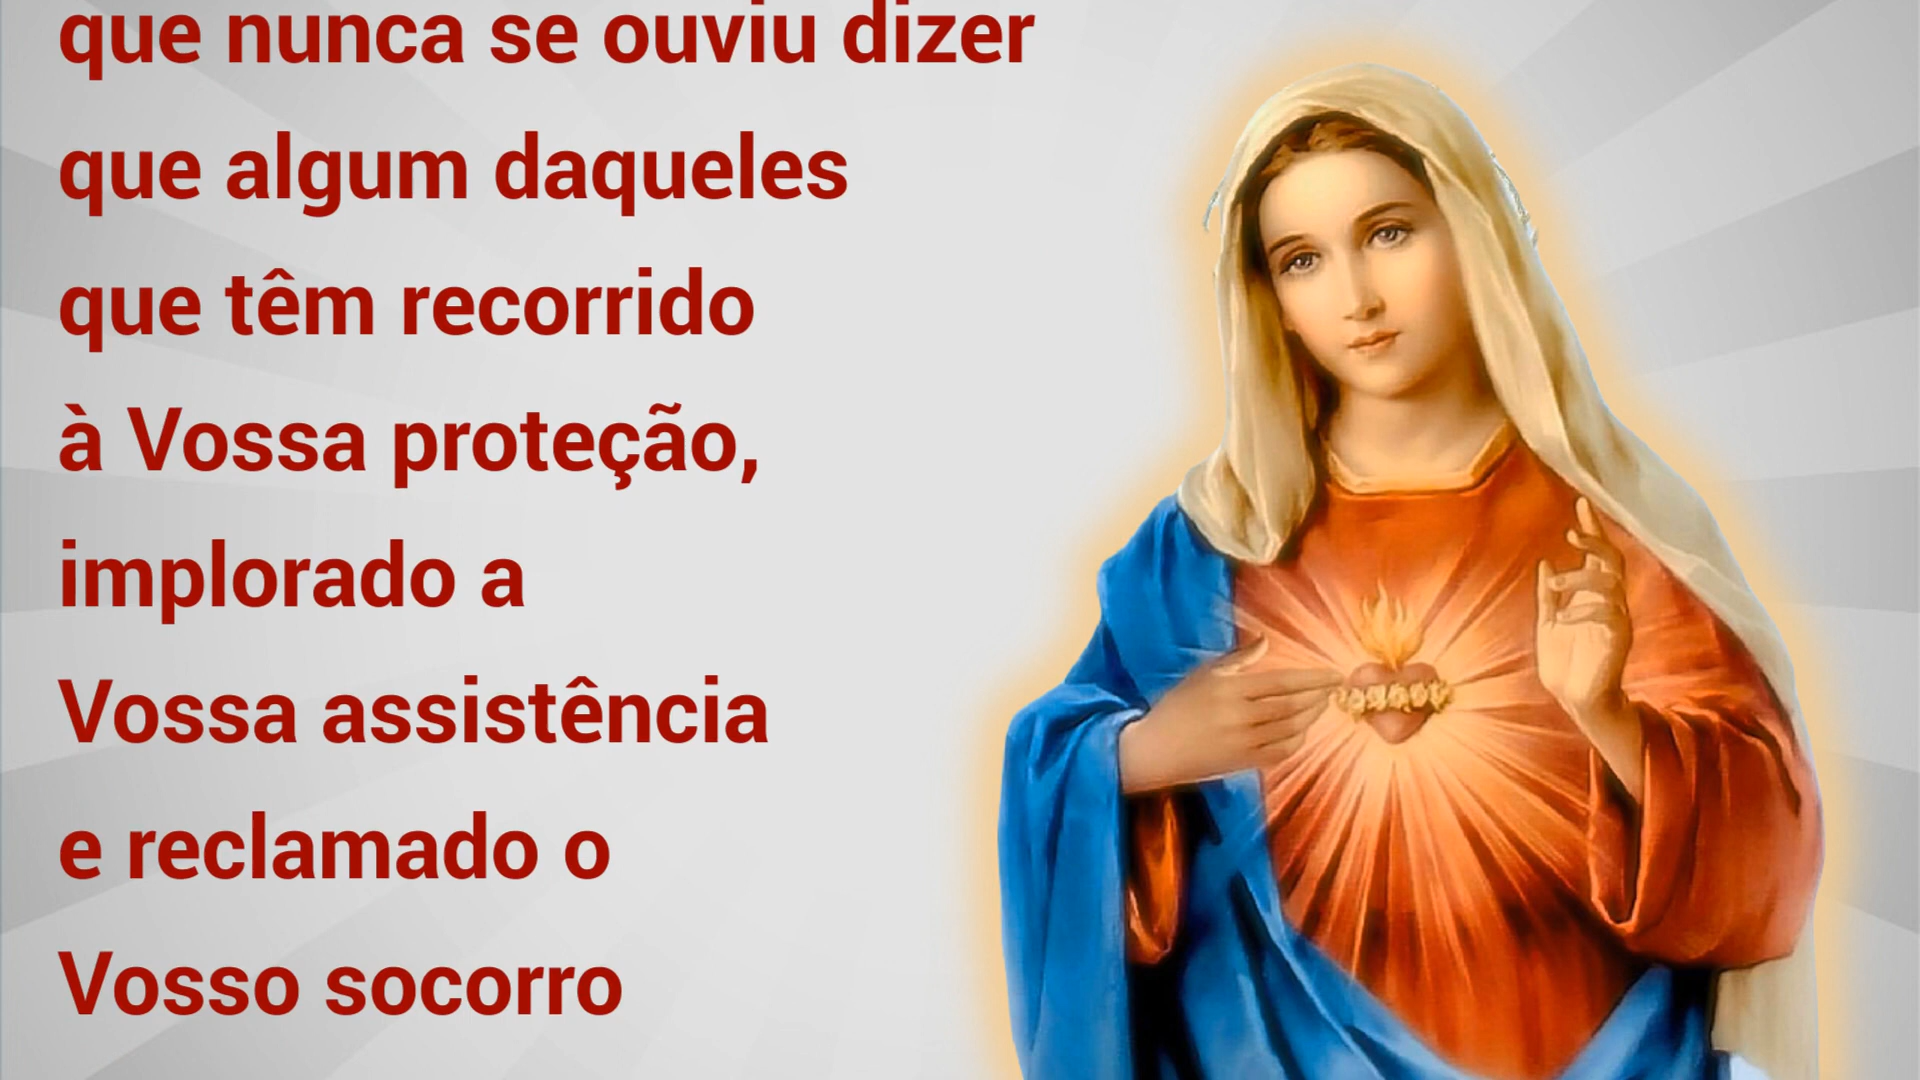 que nunca se ouviu dizer
que algum daqueles
que têm recorrido
à Vossa proteção,
implorado a
Vossa assistência
e reclamado o
Vosso socorro